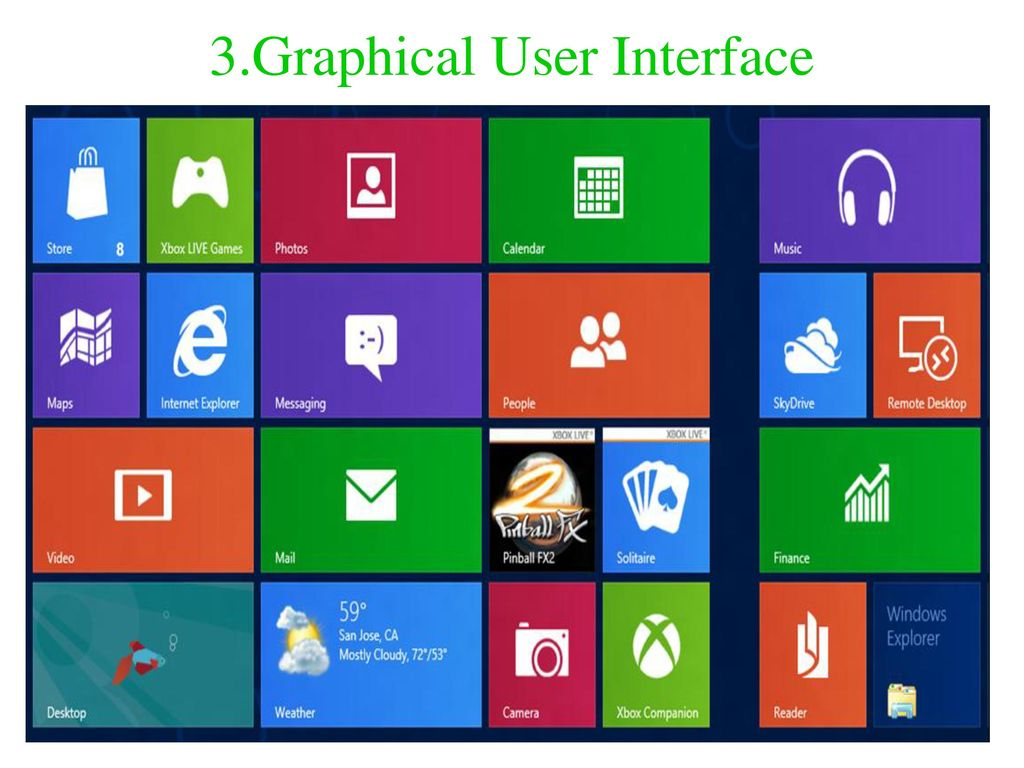 3.Graphical User Interface
Store 8
Xbox LIVE Games
Photos
Calendar
Music
Maps
Internet Explorer
:-)
Messaging
People
SkyDrive
Remote Desktop
Video
Mail
XBOX LIVE
2
Pinball FX
Pinball FX2
XBOX LIVE
Solitaire
Finance
Desktop
59°
San Jose, CA
Mostly Cloudy, 72°/53°
Weather
Camera
Xbox Companion
Reader
Windows
Explorer